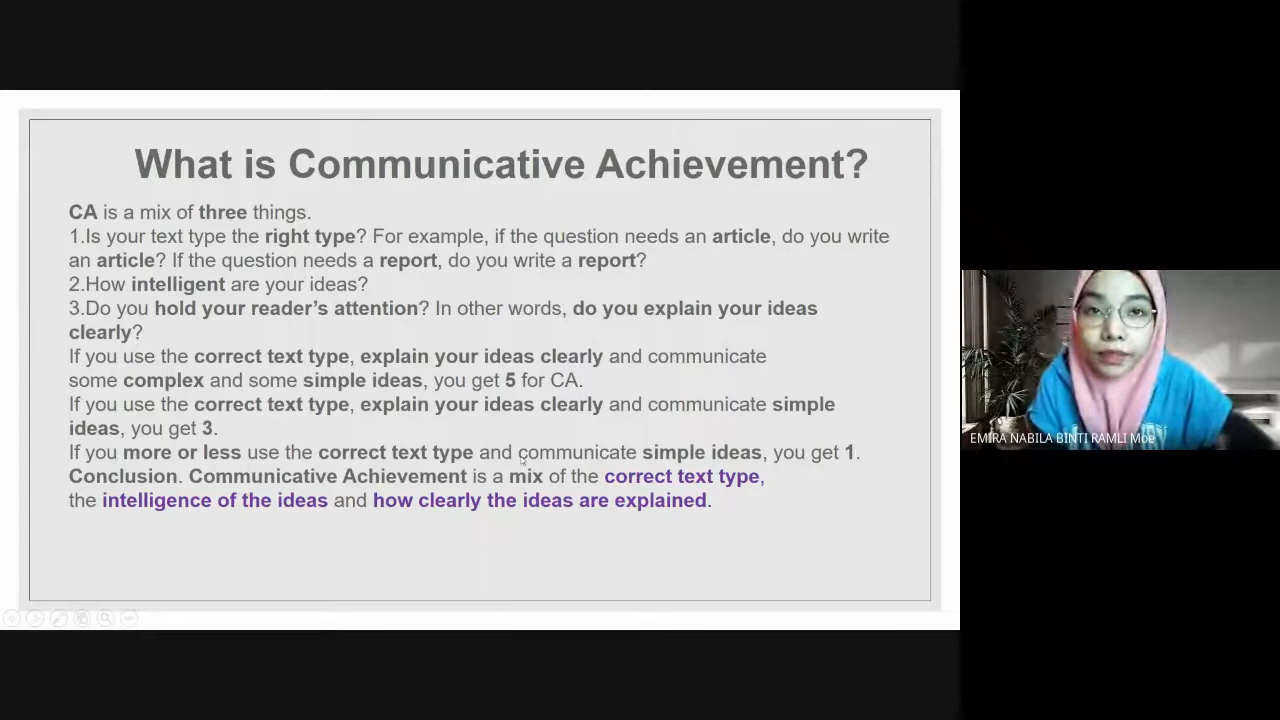 What is Communicative Achievement?
CA is a mix of three things.
1.Is your text type the right type? For example, if the question needs an article, do you write
an article? If the question needs a report, do you write a report?
2.How intelligent are your ideas?
3.Do you hold your reader’s attention? In other words, do you explain your ideas
clearly?
If you use the correct text type, explain your ideas clearly and communicate
some complex and some simple ideas, you get 5 for CA.
If you use the correct text type, explain your ideas clearly and communicate simple
ideas, you get 3.
If you more or less use the correct text type and communicate simple ideas, you get 1.
Conclusion. Communicative Achievement is a mix of the correct text type,
the intelligence of the ideas and how clearly the ideas are explained.
EMIRA NABILA BINTI RAMLI Moe